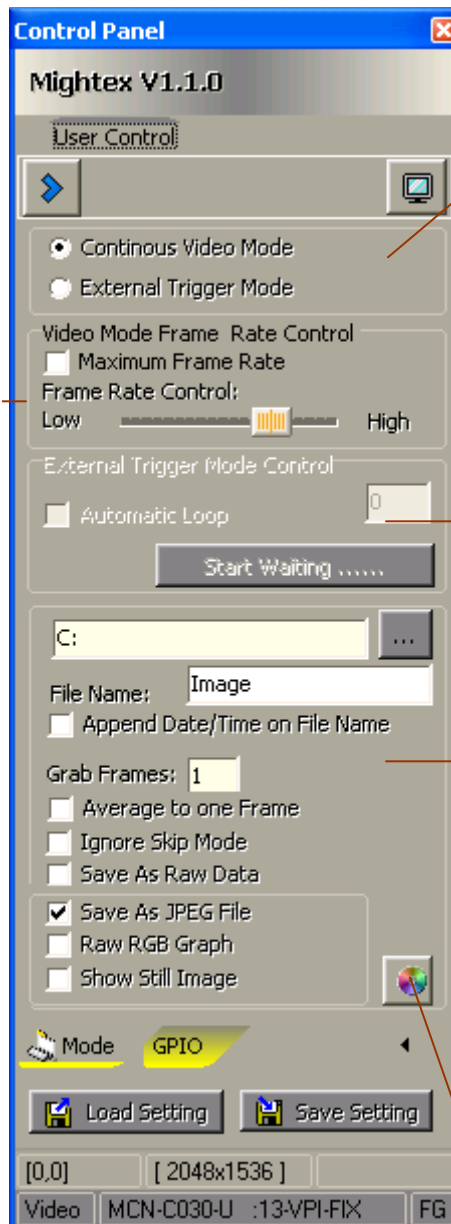 Control Panel
Mightex V1.1.0
User Control
Continous Video Mode
External Trigger Mode
Video Mode Frame Rate Control
Maximum Frame Rate
Frame Rate Control:
Low High
External Trigger Mode Control
Automatic Loop 0
Start Waiting ......
C: ...
File Name: Image
Append Date/Time on File Name
Grab Frames: 1
Average to one Frame
Ignore Skip Mode
Save As Raw Data
Save As JPEG File
Raw RGB Graph
Show Still Image
Mode GPIO
Load Setting Save Setting
[0,0] [ 2048x1536 ]
Video MCN-C030-U :13-VPI-FIX FG